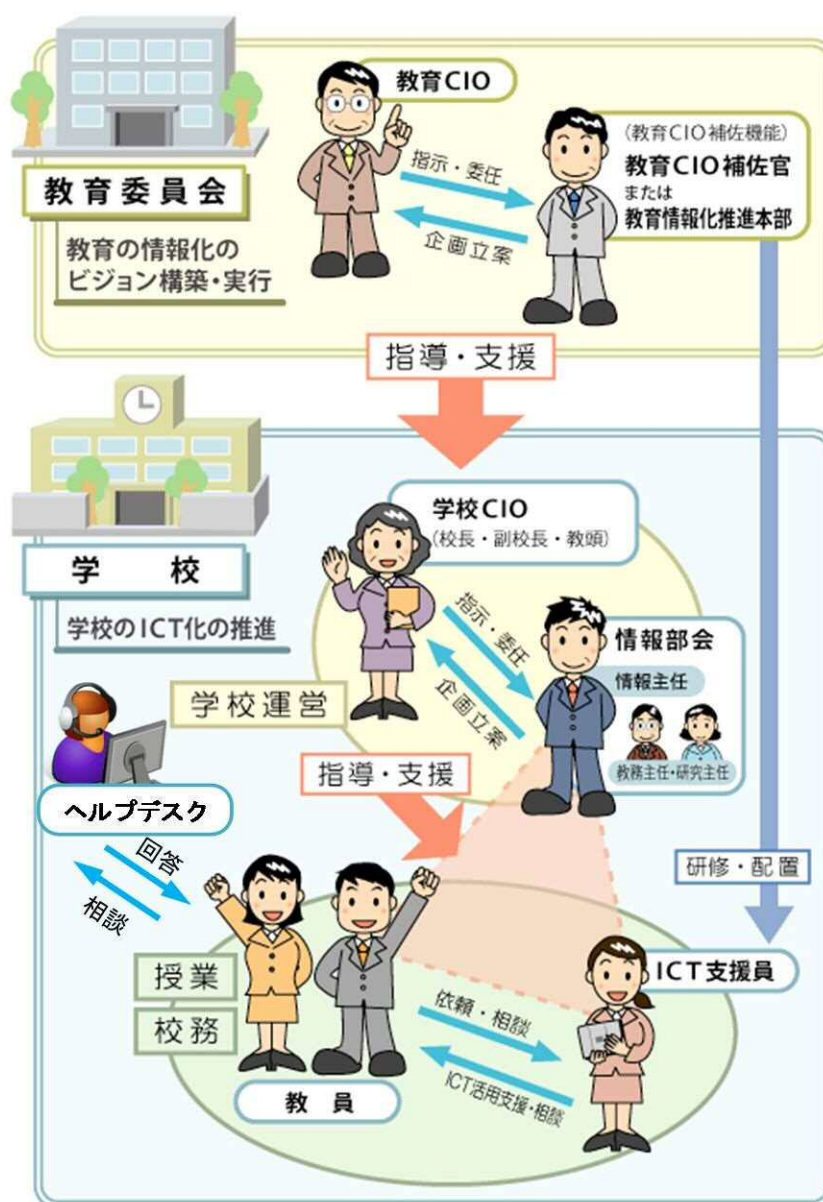 教育CIO
(教育CIO補佐機能)
教育CIO補佐官
または
教育情報化推進本部
指示・委任
企画立案
教育委員会
教育の情報化の
ビジョン構築・実行
指導・支援
学校CIO
(校長・副校長・教頭)
学 校
学校のICT化の推進
指示・委任
企画立案
情報部会
情報主任
教務主任・研究主任
学校運営
指導・支援
ヘルプデスク
回答
相談
研修・配置
ICT支援員
授業
校務
依頼・相談
ICT活用支援・相談
教 員